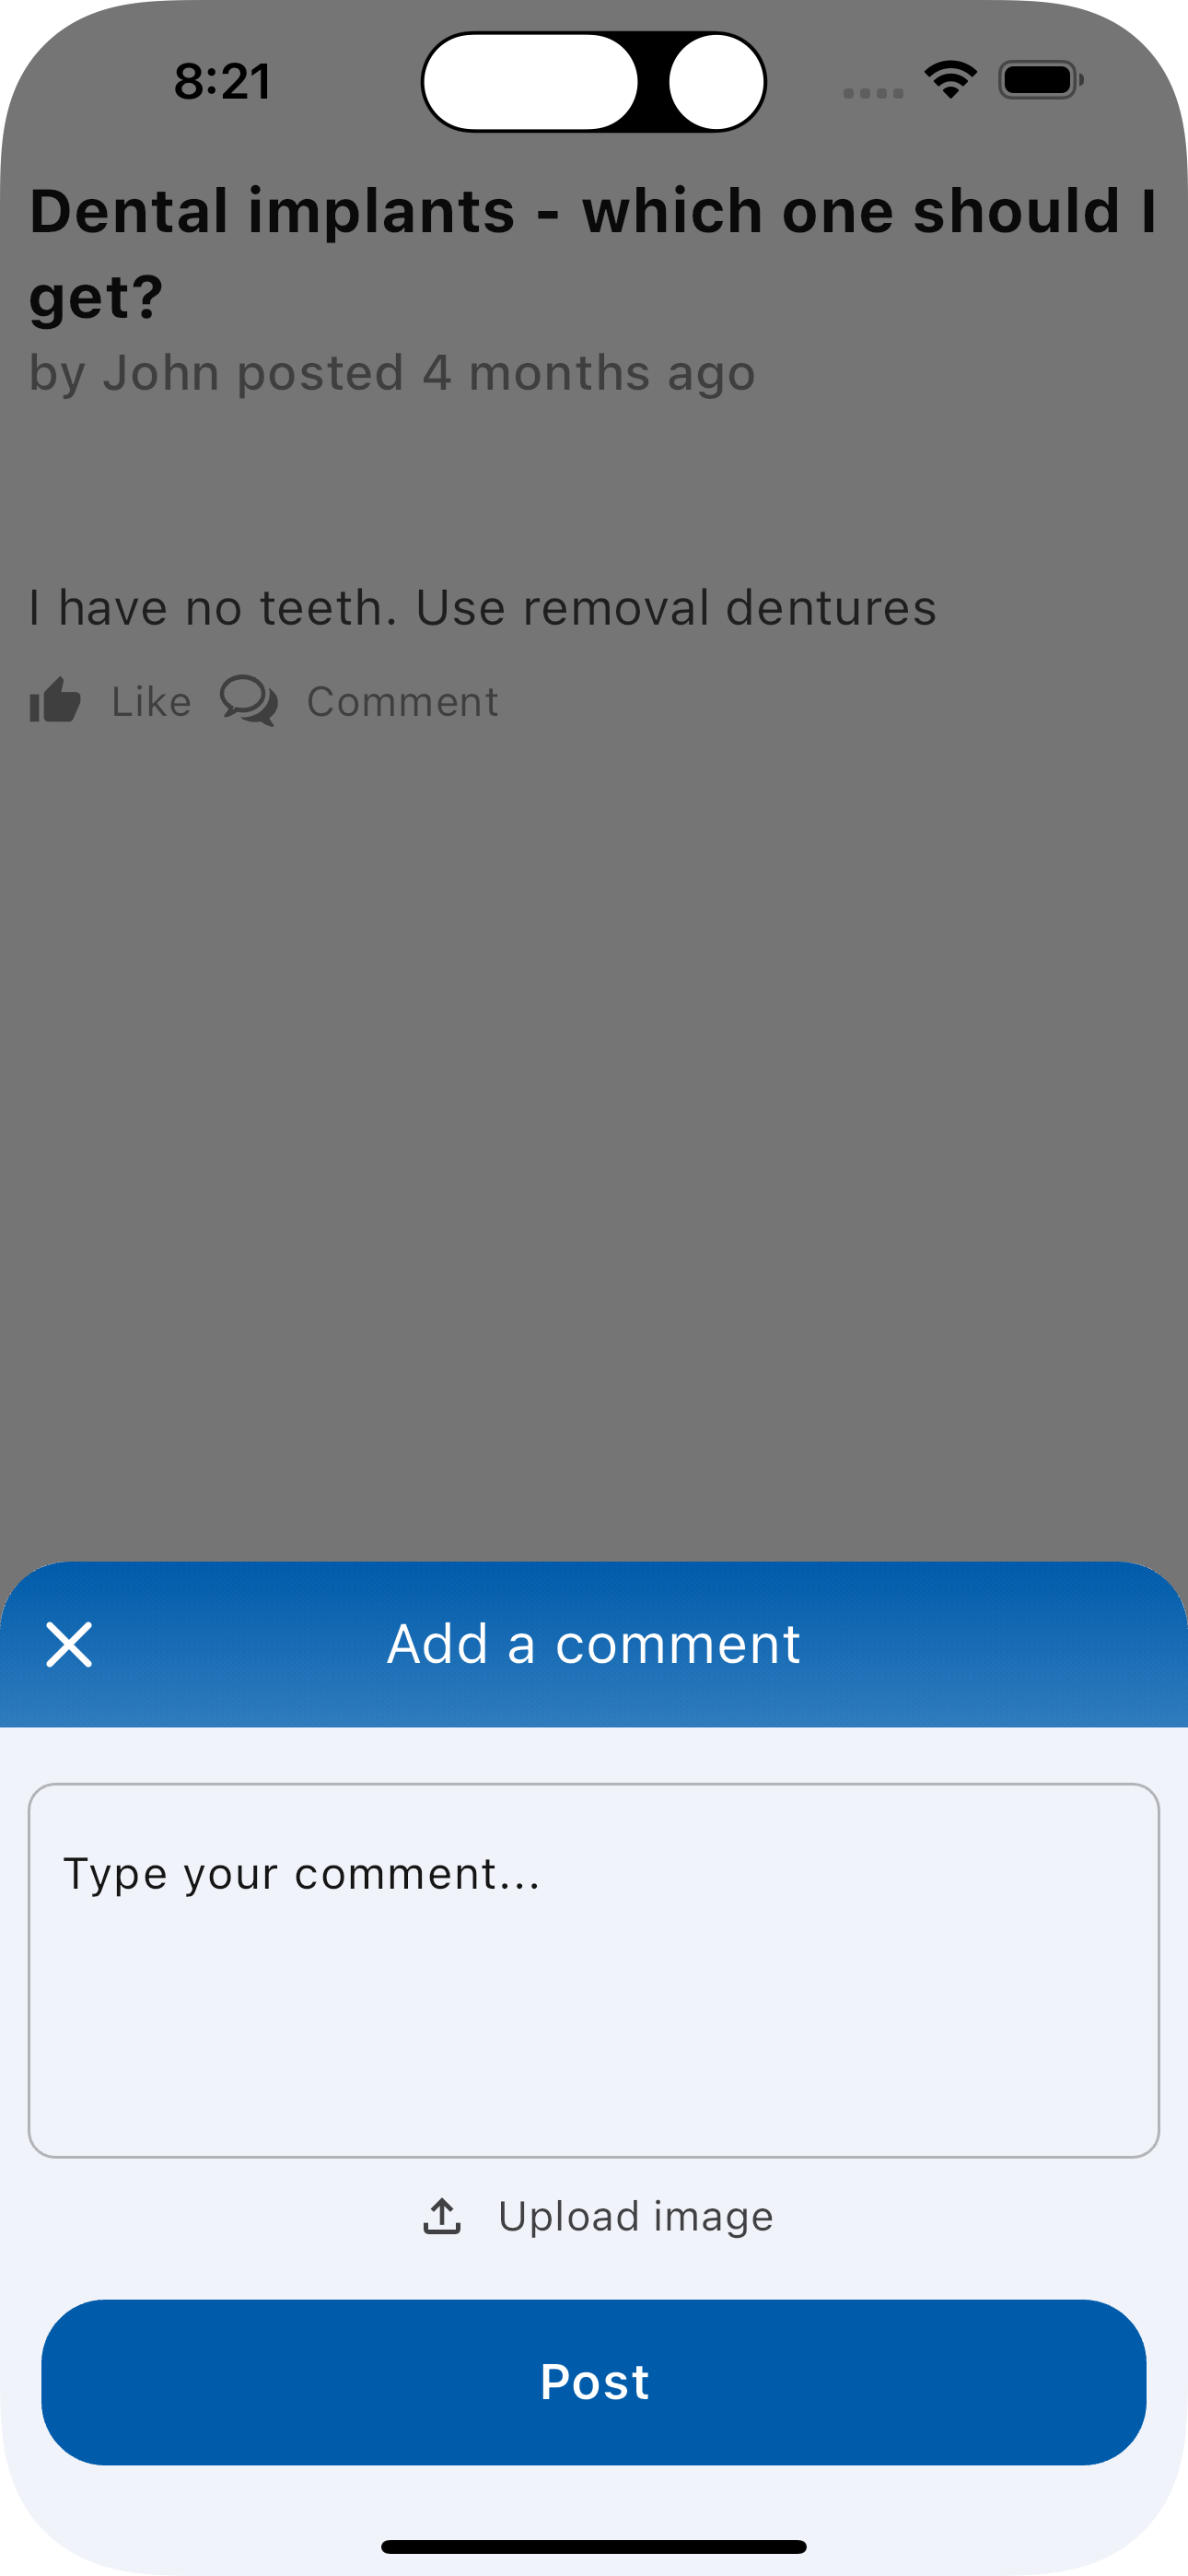 8:21
Dental implants - which one should I
get?
by John posted 4 months ago
I have no teeth. Use removal dentures
Like Comment
Add a comment
Type your comment...
Upload image
Post